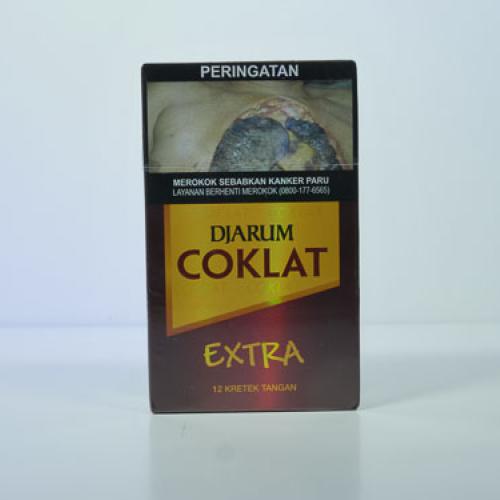 PERINGATAN
MEROKOK SEBABKAN KANKER PARU
LAYANAN BERHENTI MEROKOK (0800-177-6565)
DJARUM
COKLAT
EXTRA
12 KRETEK TANGAN